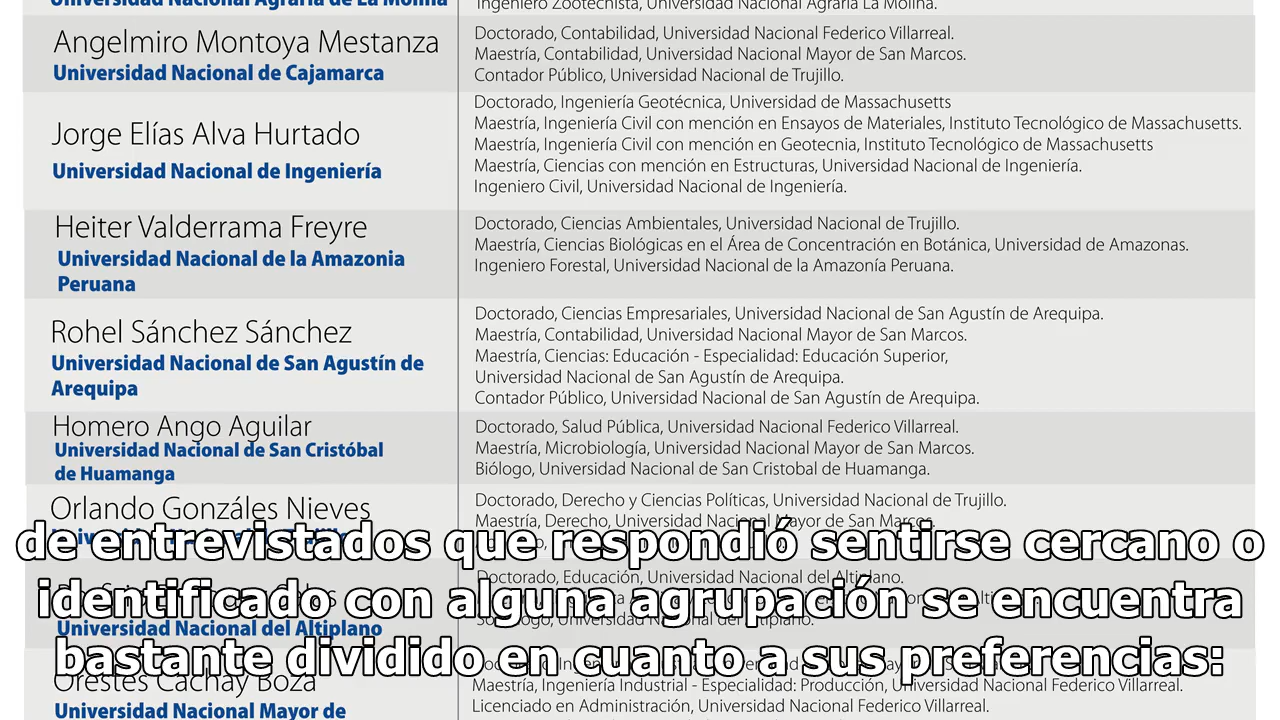 Universidad Nacional Agraria de La Molina
Ingeniero Zootecnista, Universidad Nacional Agraria La Molina.
Angelmiro Montoya Mestanza
Universidad Nacional de Cajamarca
Doctorado, Contabilidad, Universidad Nacional Federico Villarreal.
Maestría, Contabilidad, Universidad Nacional Mayor de San Marcos.
Contador Público, Universidad Nacional de Trujillo.
Jorge Elías Alva Hurtado
Universidad Nacional de Ingeniería
Doctorado, Ingeniería Geotécnica, Universidad de Massachusetts
Maestría, Ingeniería Civil con mención en Ensayos de Materiales, Instituto Tecnológico de Massachusetts.
Maestría, Ingeniería Civil con mención en Geotecnia, Instituto Tecnológico de Massachusetts
Maestría, Ciencias con mención en Estructuras, Universidad Nacional de Ingeniería.
Ingeniero Civil, Universidad Nacional de Ingeniería.
Heiter Valderrama Freyre
Universidad Nacional de la Amazonia
Peruana
Doctorado, Ciencias Ambientales, Universidad Nacional de Trujillo.
Maestría, Ciencias Biológicas en el Área de Concentración en Botánica, Universidad de Amazonas.
Ingeniero Forestal, Universidad Nacional de la Amazonía Peruana.
Rohel Sánchez Sánchez
Universidad Nacional de San Agustín de
Arequipa
Doctorado, Ciencias Empresariales, Universidad Nacional de San Agustín de Arequipa.
Maestría, Contabilidad, Universidad Nacional Mayor de San Marcos.
Maestría, Ciencias: Educación - Especialidad: Educación Superior,
Universidad Nacional de San Agustín de Arequipa.
Contador Público, Universidad Nacional de San Agustín de Arequipa.
Homero Ango Aguilar
Universidad Nacional de San Cristóbal
de Huamanga
Doctorado, Salud Pública, Universidad Nacional Federico Villarreal.
Maestría, Microbiología, Universidad Nacional Mayor de San Marcos.
Biólogo, Universidad Nacional de San Cristobal de Huamanga.
Orlando Gonzáles Nieves
Doctorado, Derecho y Ciencias Políticas, Universidad Nacional de Trujillo.
Maestría, Derecho, Universidad Nacional Mayor de San Marcos.
de entrevistados que respondió sentirse cercano o
identificado con alguna agrupación se encuentra
bastante dividido en cuanto a sus preferencias:
Universidad Nacional del Altiplano
Doctorado, Educación, Universidad Nacional del Altiplano.
Orestes Cachay Boza
Universidad Nacional Mayor de
Maestría, Ingeniería Industrial - Especialidad: Producción, Universidad Nacional Federico Villarreal.
Licenciado en Administración, Universidad Nacional Federico Villarreal.